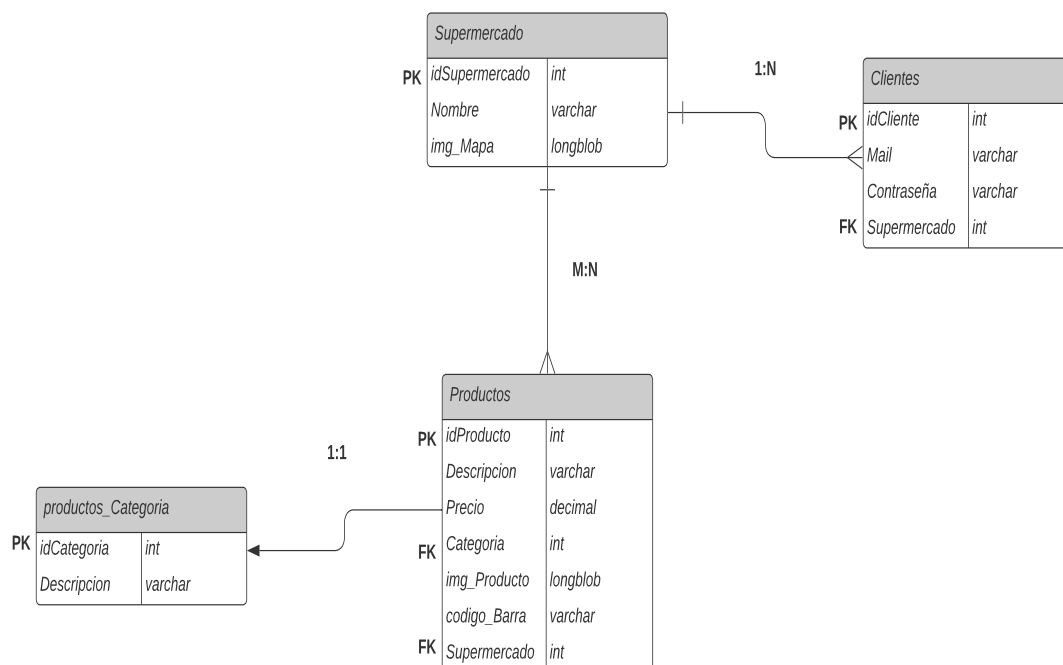 Supermercado
PK idSupermercado int
Nombre varchar
img_Mapa longblob
1:N
Clientes
PK idCliente int
Mail varchar
Contraseña varchar
FK Supermercado int
M:N
Productos
PK idProducto int
Descripcion varchar
Precio decimal
FK Categoria int
img_Producto longblob
codigo_Barra varchar
FK Supermercado int
1:1
productos_Categoria
PK idCategoria int
Descripcion varchar